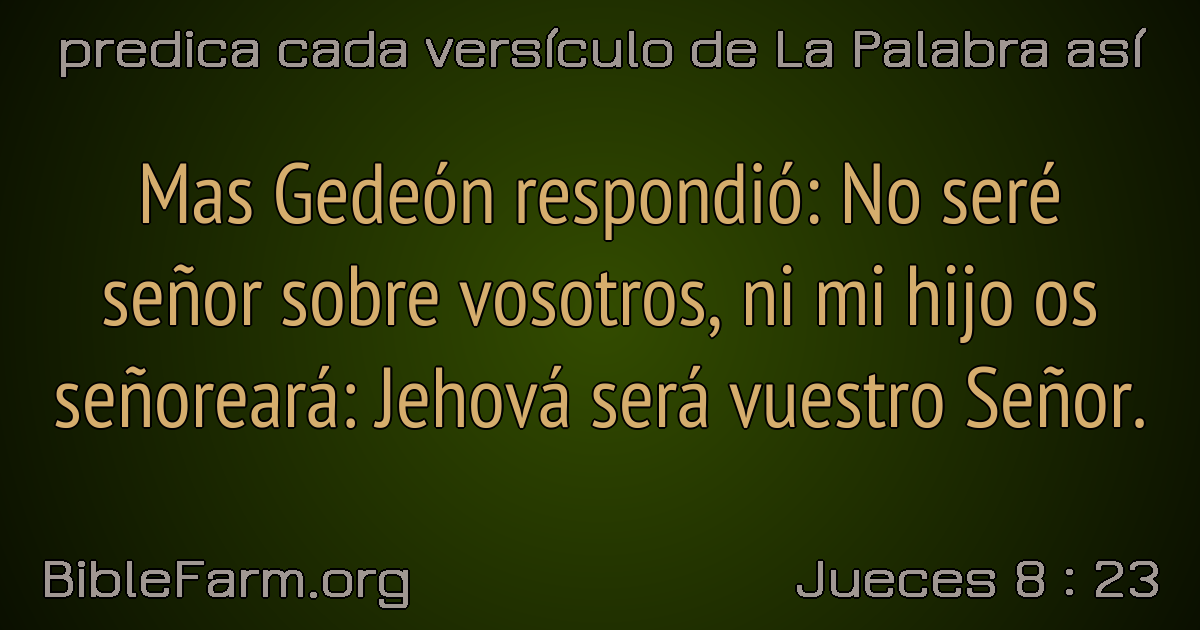 predica cada versículo de La Palabra así
Mas Gedeón respondió: No seré
señor sobre vosotros, ni mi hijo os
señoreará: Jehová será vuestro Señor.
BibleFarm.org
Jueces 8 : 23